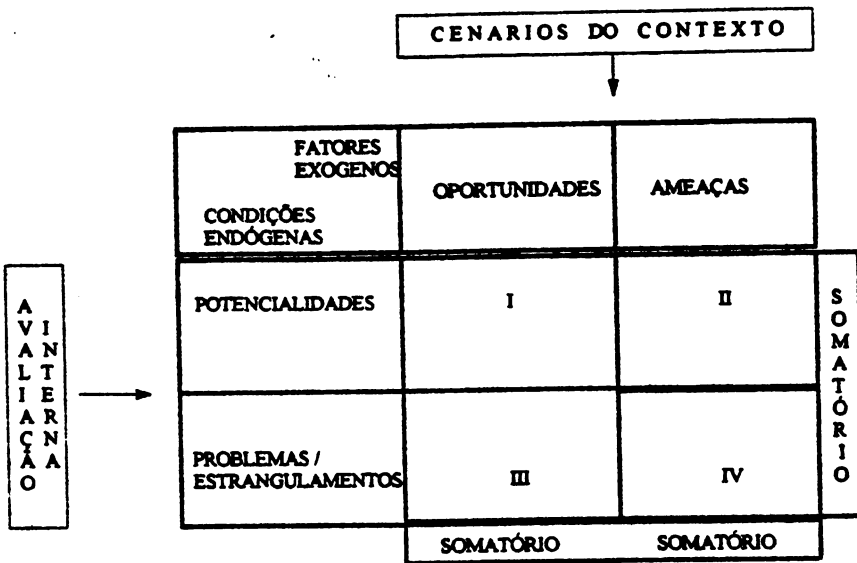 CENARIOS DO CONTEXTO
FATORES
EXOGENOS
CONDIÇÕES
ENDÓGENAS
OPORTUNIDADES
AMEAÇAS
AVALIAÇÃO
INTERNA
POTENCIALIDADES
I
II
SOMATÓRIO
PROBLEMAS /
ESTRANGULAMENTOS
III
IV
SOMATÓRIO
SOMATÓRIO